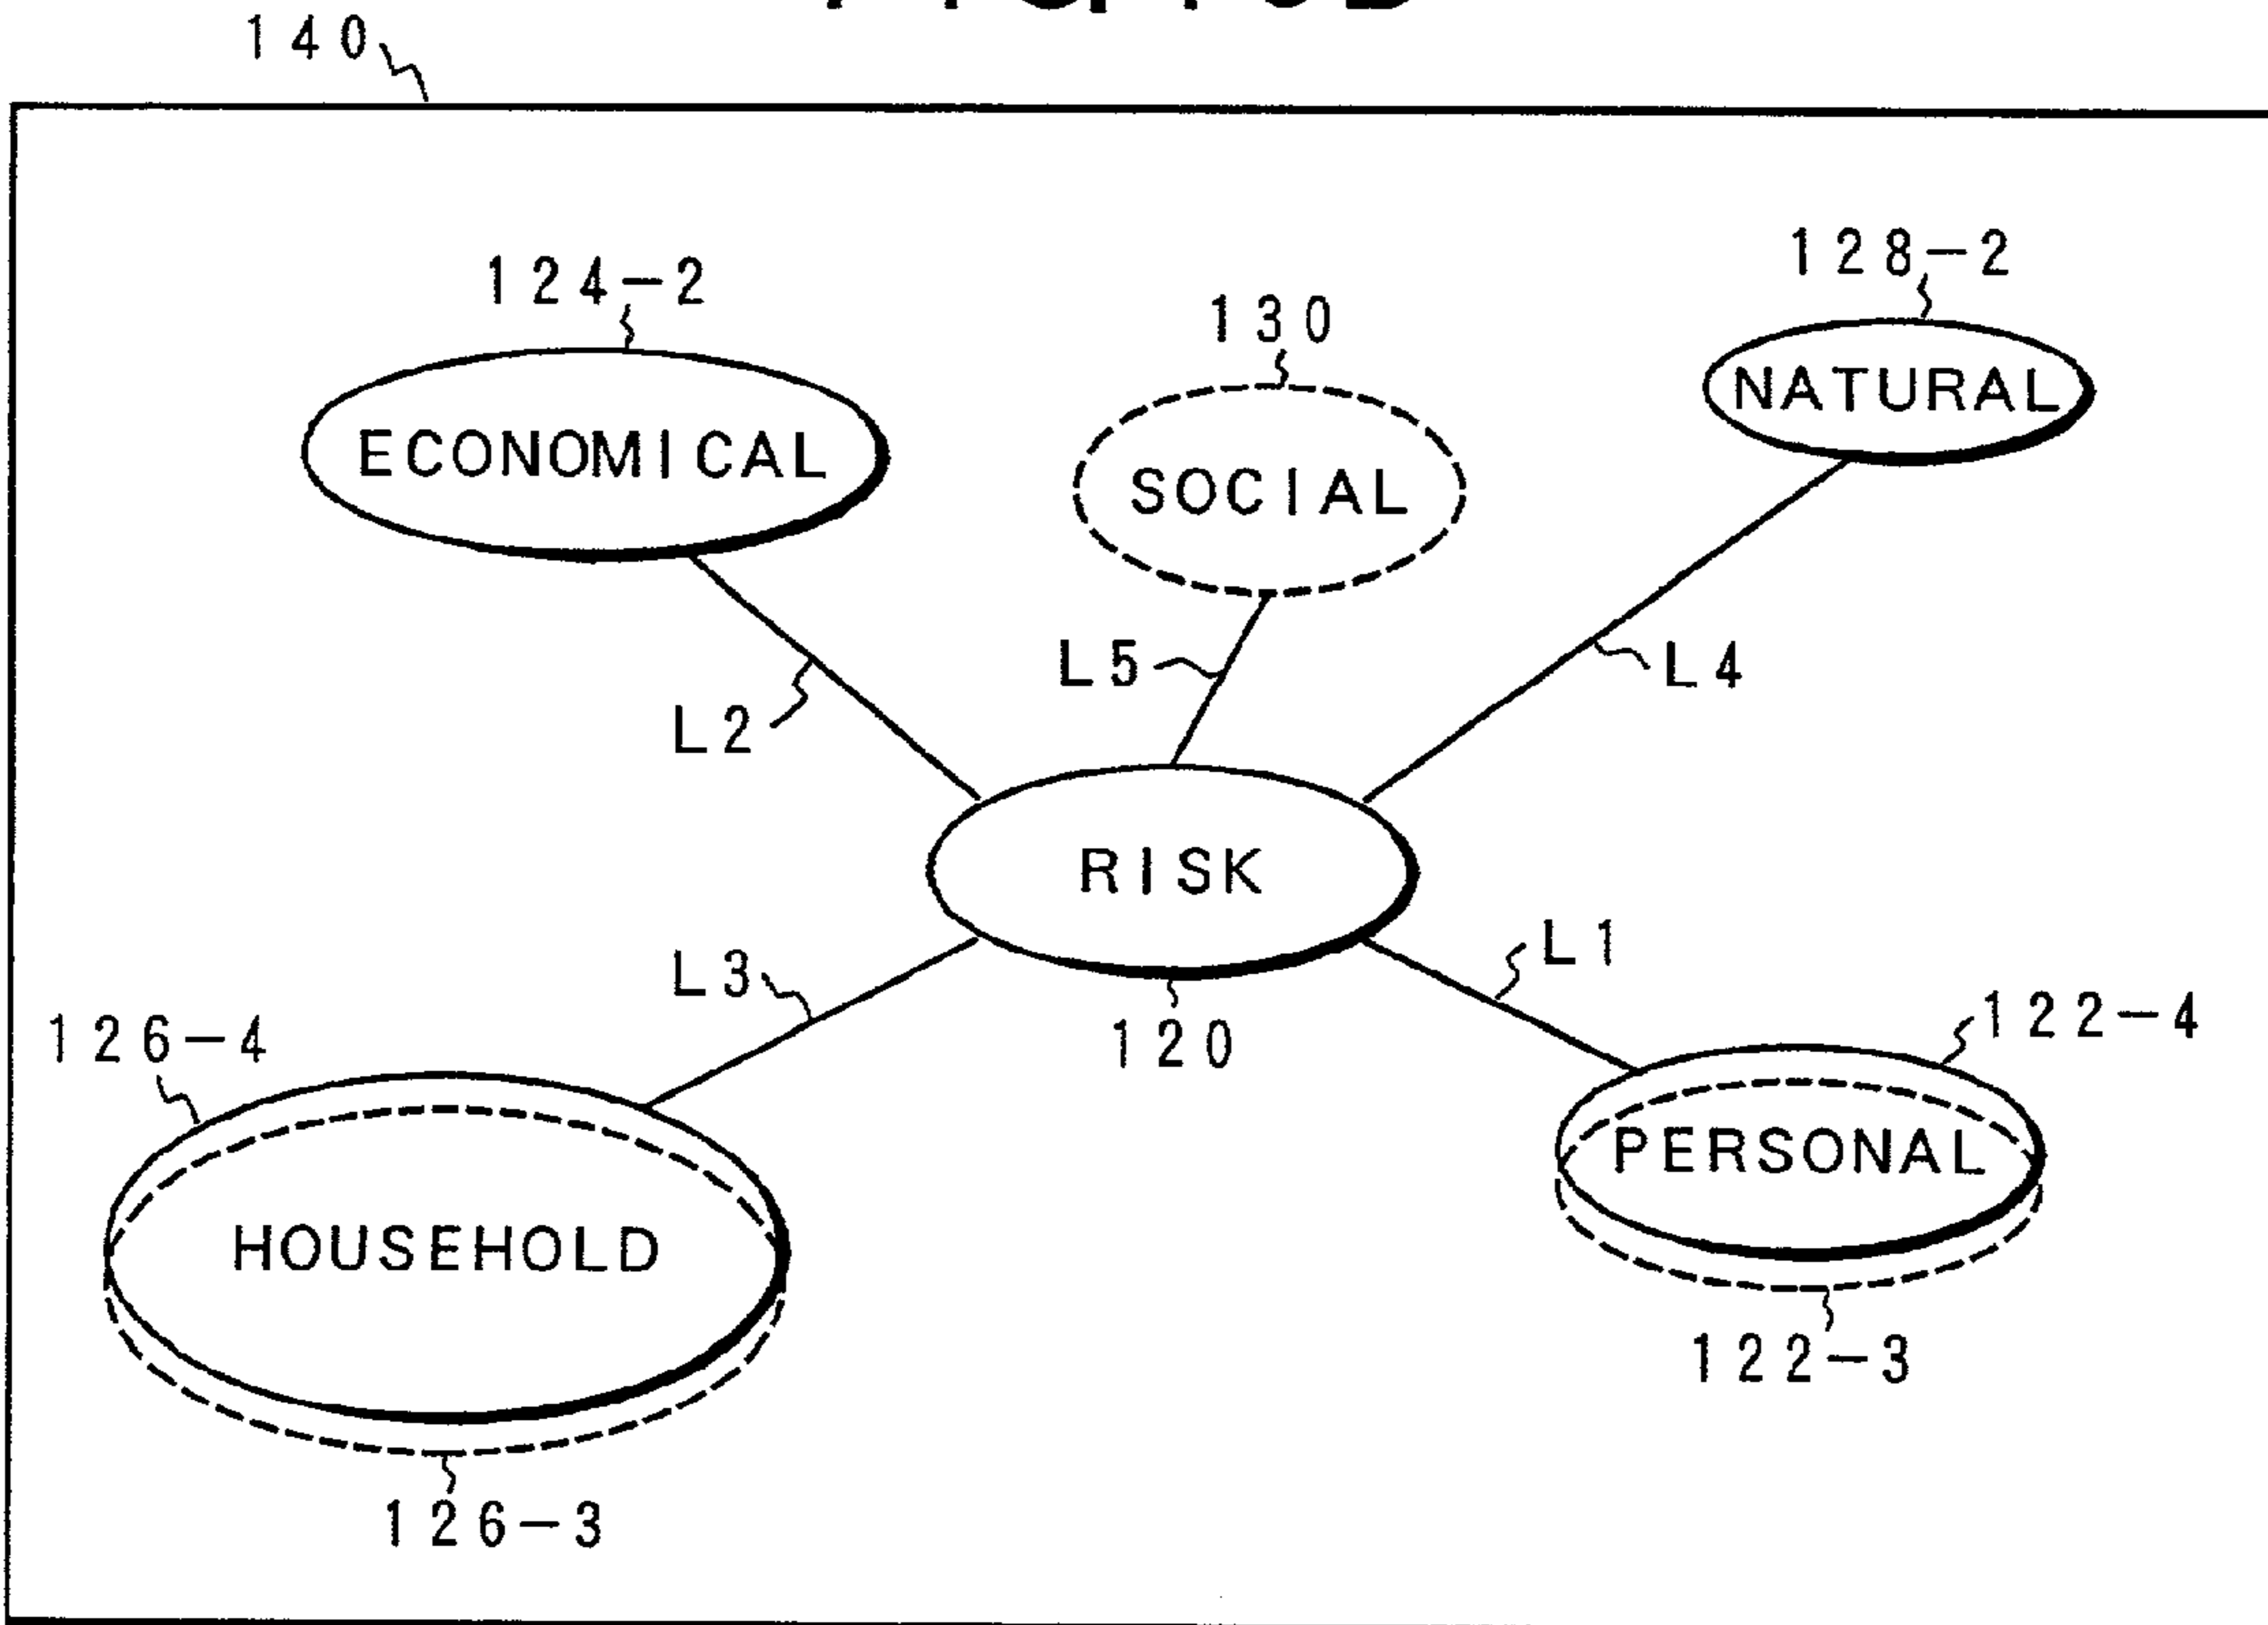 140
124-2
128-2
130
NATURAL
ECONOMICAL
SOCIAL
L5
L4
L2
RISK
L1
L3
122-4
126-4
120
PERSONAL
HOUSEHOLD
122-3
126-3